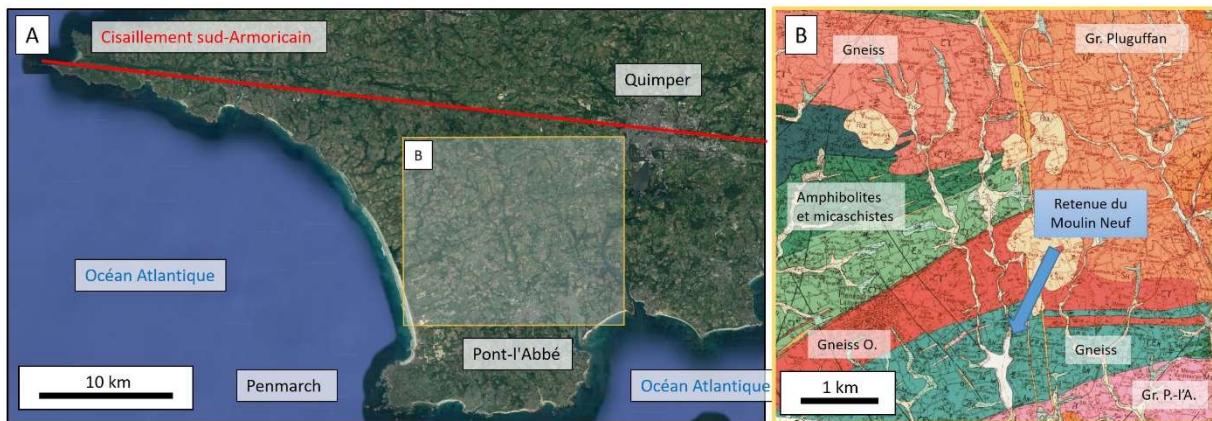 A
Cisaillement sud-Armoricain
Quimper
B
Océan Atlantique
10 km
Penmarch
Pont-l'Abbé
Océan Atlantique
B
Gneiss
Gr. Pluguffan
Amphibolites
et micaschistes
Retenue du
Moulin Neuf
Gneiss O.
Gneiss
1 km
Gr. P.-l'A.